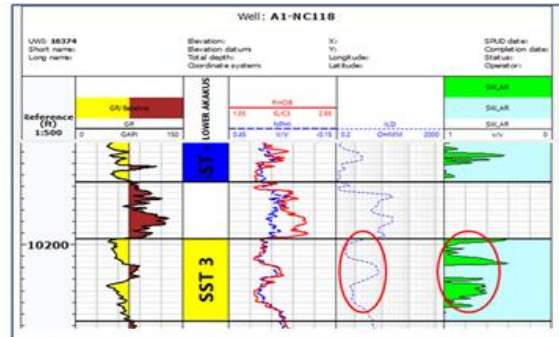 Well: A1-NC118
UWI: 16374
Short name:
Long name:
Elevation:
Elevation datum:
Total depth:
Coordinate system:
X:
Y:
Longitude:
Latitude:
SPUD date:
Completion date:
Status:
Operator:
Reference
(ft)
1:500
GR/ Baseline
GR
0 GAPI 150
LOWER AKAKUS
RHOB
1.95 G/C3 2.95
NPHI
0.45 V/V -0.15
ILD
0.2 OHMM 2000
SW_AR
SW_AR
SW_AR
1 V/V 0
10200
SST 3